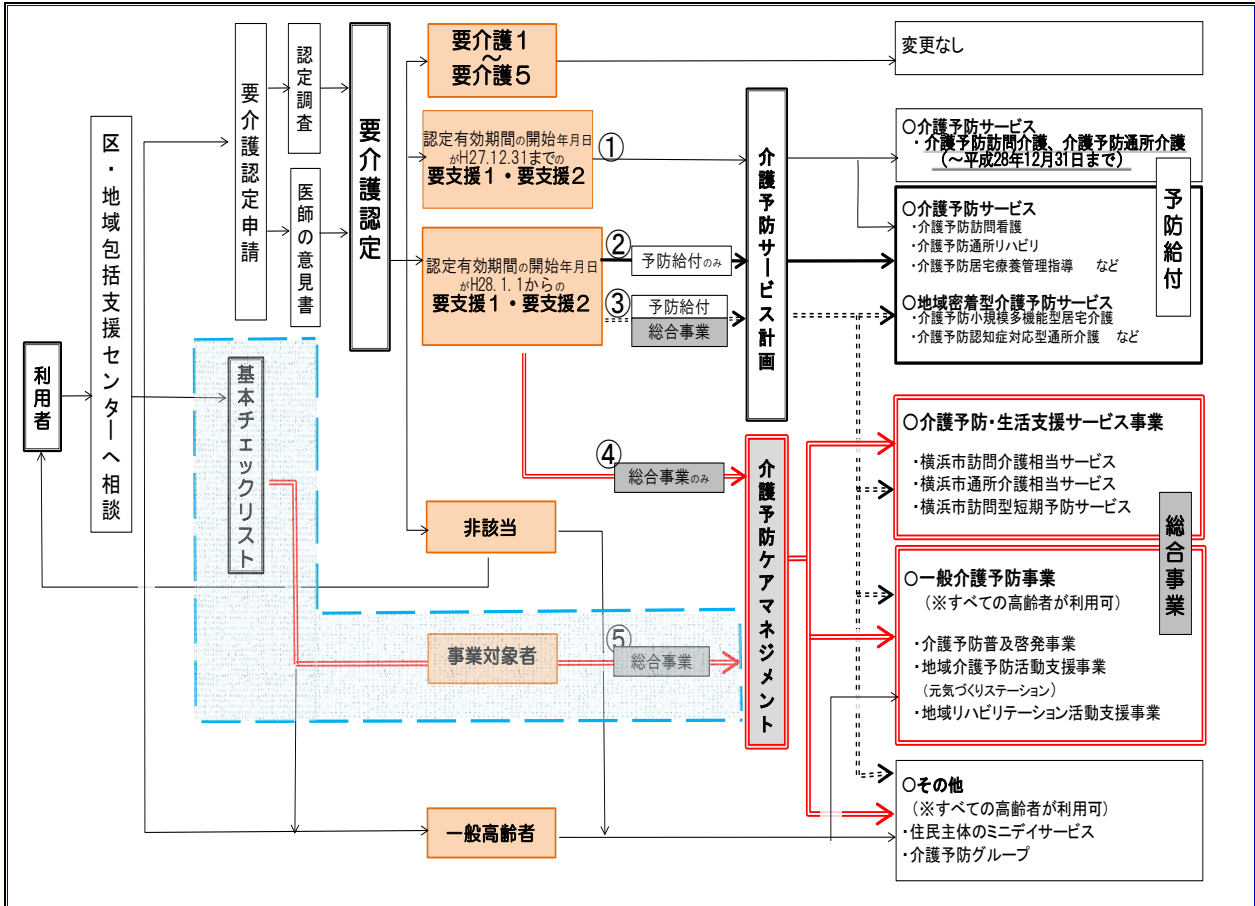 利用者
区・地域包括支援センターへ相談
要介護認定申請
認定調査
医師の意見書
要介護認定
基本チェックリスト
要介護1
～
要介護5
認定有効期間の開始年月日
がH27.12.31までの
要支援1・要支援2
①
認定有効期間の開始年月日
がH28.1.1からの
要支援1・要支援2
②
予防給付のみ
③
予防給付
総合事業
④
総合事業のみ
非該当
事業対象者
⑤
総合事業
一般高齢者
介護予防サービス計画
介護予防ケアマネジメント
変更なし
○介護予防サービス
・介護予防訪問介護、介護予防通所介護
（～平成28年12月31日まで）
○介護予防サービス
・介護予防訪問看護
・介護予防通所リハビリ
・介護予防居宅療養管理指導　など
○地域密着型介護予防サービス
・介護予防小規模多機能型居宅介護
・介護予防認知症対応型通所介護　など
予防給付
○介護予防・生活支援サービス事業
・横浜市訪問介護相当サービス
・横浜市通所介護相当サービス
・横浜市訪問型短期予防サービス
総合事業
○一般介護予防事業
（※すべての高齢者が利用可）
・介護予防普及啓発事業
・地域介護予防活動支援事業
（元気づくりステーション）
・地域リハビリテーション活動支援事業
○その他
（※すべての高齢者が利用可）
・住民主体のミニデイサービス
・介護予防グループ